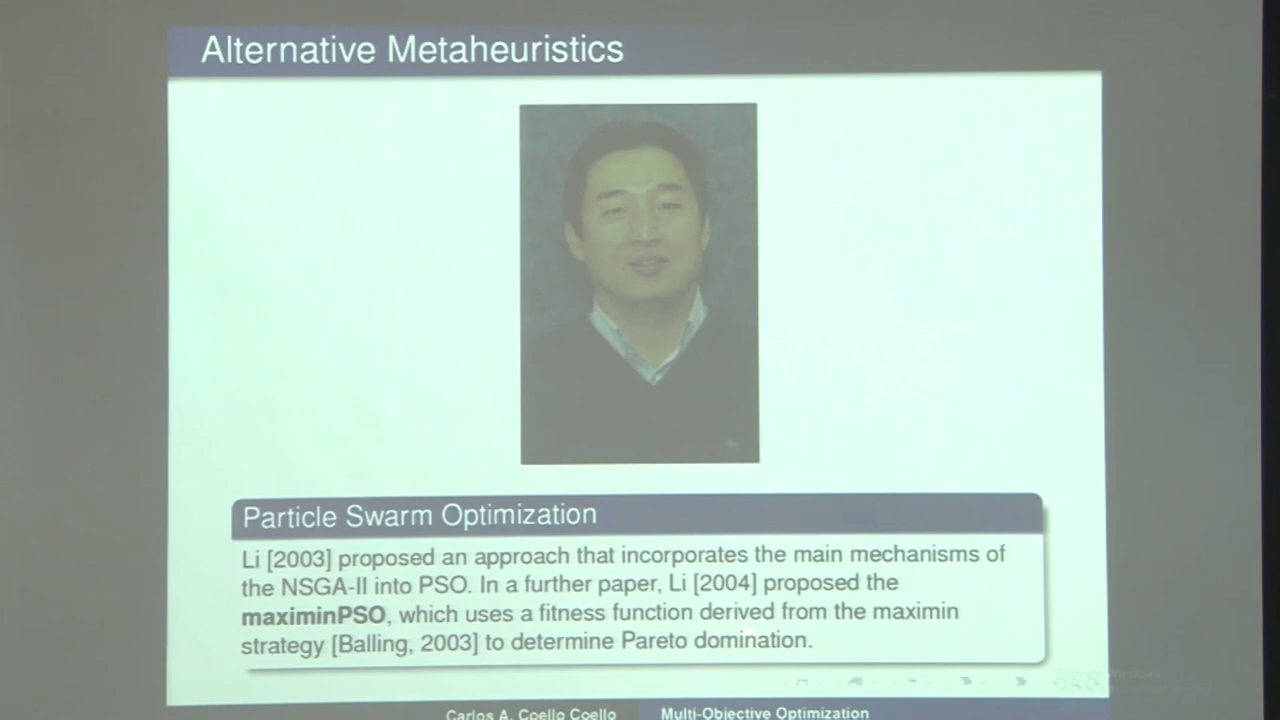 Alternative Metaheuristics
Particle Swarm Optimization
Li [2003] proposed an approach that incorporates the main mechanisms of
the NSGA-II into PSO. In a further paper, Li [2004] proposed the
maximinPSO, which uses a fitness function derived from the maximin
strategy [Balling, 2003] to determine Pareto domination.
Carlos A. Coello Coello Multi-Objective Optimization